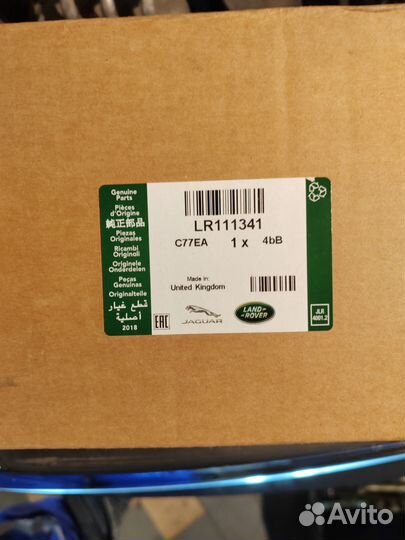 Genuine
Parts
Pièces
d'Origine
純正部品
Piezas
Originales
Ricambi
Originali
Originele
Onderdelen
Peças
Genuinas
Originalteile
قطع غيار
أصلية
2018
LR111341
C77EA 1 x 4bB
Made in:
United Kingdom
EAC
JAGUAR
LAND
ROVER
JLR
4001.2
Avito